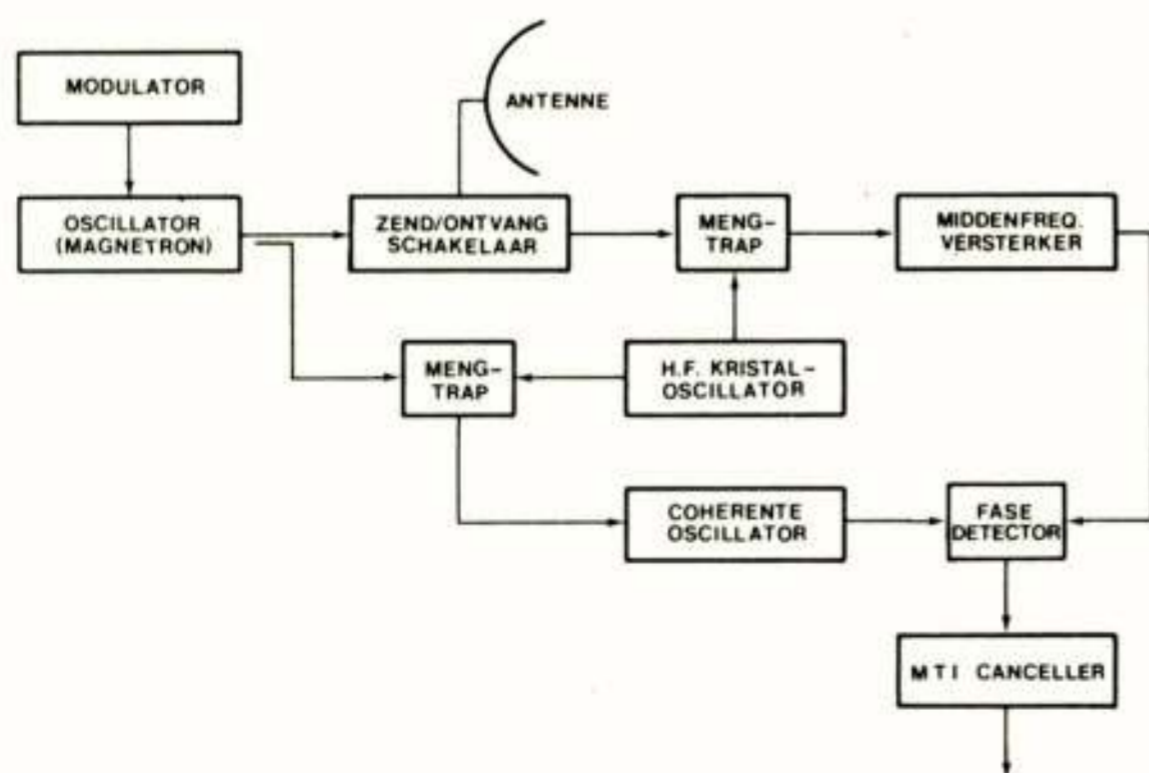 MODULATOR
ANTENNE
OSCILLATOR
(MAGNETRON)
ZEND/ONTVANG
SCHAKELAAR
MENG-
TRAP
MIDDENFREQ.
VERSTERKER
MENG-
TRAP
H.F. KRISTAL-
OSCILLATOR
COHERENTE
OSCILLATOR
FASE
DETECTOR
MTI CANCELLER